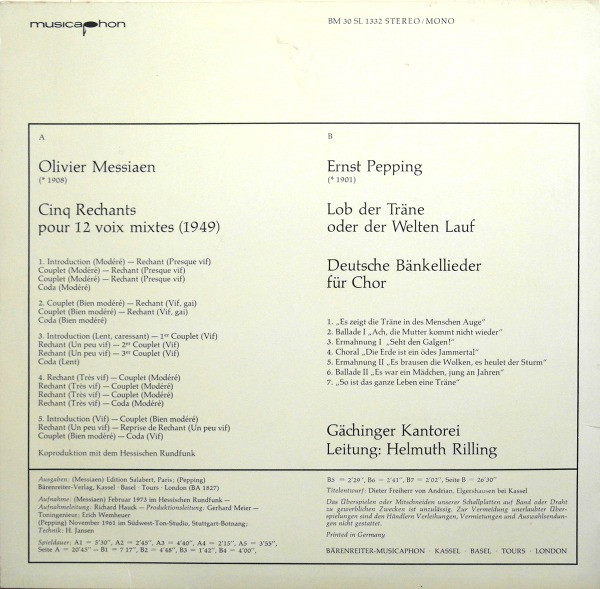 musicaphon
BM 30 SL 1332 STEREO/MONO
A
Olivier Messiaen
(* 1908)
Cinq Rechants
pour 12 voix mixtes (1949)
1. Introduction (Modéré) — Rechant (Presque vif)
Couplet (Modéré) — Rechant (Presque vif)
Couplet (Modéré) — Rechant (Presque vif)
Coda (Modéré)
2. Couplet (Bien modéré) — Rechant (Vif, gai)
Couplet (Bien modéré) — Rechant (Vif, gai)
Coda (Bien modéré)
3. Introduction (Lent, caressant) — 1er Couplet (Vif)
Rechant (Un peu vif) — 2er Couplet (Vif)
Rechant (Un peu vif) — 3er Couplet (Vif)
Coda (Lent)
4. Rechant (Très vif) — Couplet (Modéré)
Rechant (Très vif) — Couplet (Modéré)
Rechant (Très vif) — Couplet (Modéré)
Rechant (Très vif) — Coda (Modéré)
5. Introduction (Vif) — Couplet (Bien modéré)
Rechant (Un peu vif) — Reprise de Rechant (Un peu vif)
Couplet (Bien modéré) — Coda (Vif)
Koproduktion mit dem Hessischen Rundfunk
B
Ernst Pepping
(* 1901)
Lob der Träne
oder der Welten Lauf
Deutsche Bänkellieder
für Chor
1. „Es zeigt die Träne in des Menschen Auge“
2. Ballade I „Ach, die Mutter kommt nicht wieder“
3. Ermahnung I „Seht den Galgen!“
4. Choral „Die Erde ist ein ödes Jammertal“
5. Ermahnung II „Es brausen die Wolken, es heulet der Sturm“
6. Ballade II „Es war ein Mädchen, jung an Jahren“
7. „So ist das ganze Leben eine Träne“
Gächinger Kantorei
Leitung: Helmuth Rilling
Ausgaben: (Messiaen) Edition Salabert, Paris; (Pepping)
Bärenreiter-Verlag, Kassel · Basel · Tours · London (BA 1827)
Aufnahme: (Messiaen) Februar 1973 im Hessischen Rundfunk —
Aufnahmeleitung: Richard Hauck — Produktionsleitung: Gerhard Meier —
Toningenieur: Erich Wemheuer
(Pepping) November 1961 im Südwest-Ton-Studio, Stuttgart-Botnang;
Technik: H. Jansen
Spieldauer: A1 = 5'30", A2 = 2'45", A3 = 4'40", A4 = 2'15", A5 = 3'55",
Seite A = 20'45" — B1 = 7'17", B2 = 4'48", B3 = 1'42", B4 = 4'00",
B5 = 2'29", B6 = 2'41", B7 = 2'02", Seite B = 26'30"
Titelentwurf: Dieter Freiherr von Andrian, Elgershausen bei Kassel
Das Überspielen oder Mitschneiden unserer Schallplatten auf Band oder Draht
zu gewerblichen Zwecken ist unzulässig. Zur Vermeidung unerlaubter Über-
spielungen sind den Händlern Verleihungen, Vermietungen und Auswahlsendun-
gen nicht gestattet.
Printed in Germany
BÄRENREITER-MUSICAPHON · KASSEL · BASEL · TOURS · LONDON